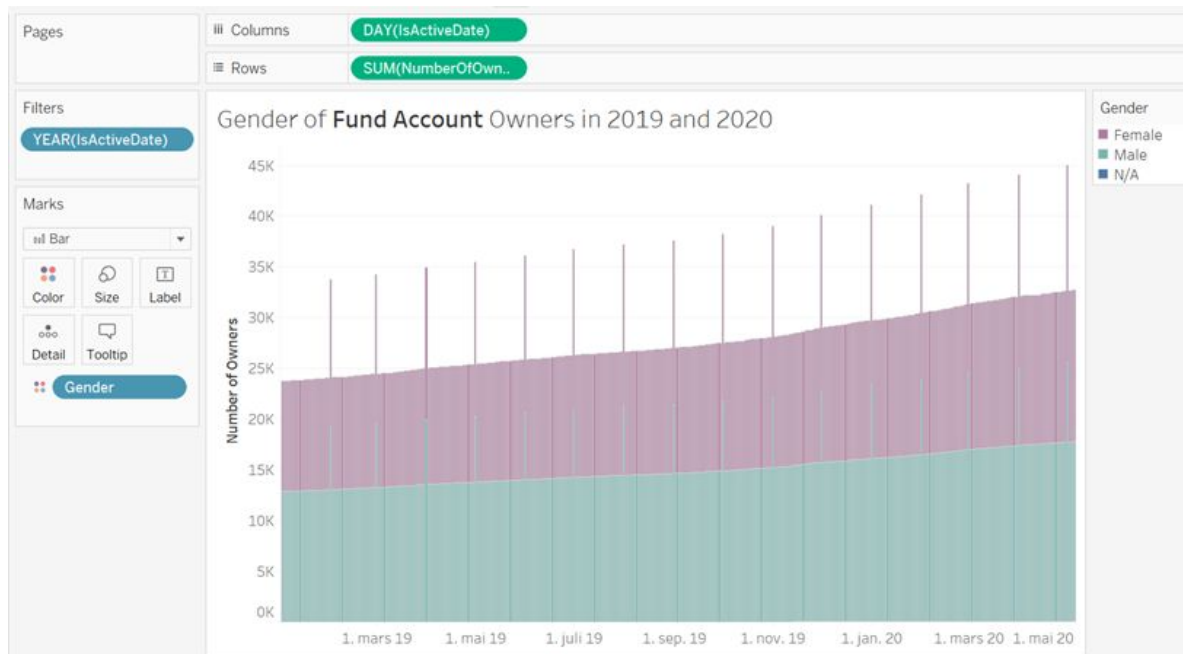 Pages
Columns
DAY(IsActiveDate)
Rows
SUM(NumberOfOwn..
Filters
YEAR(IsActiveDate)
Marks
Bar
Color
Size
Label
Detail
Tooltip
Gender
Gender of Fund Account Owners in 2019 and 2020
Number of Owners
45K
40K
35K
30K
25K
20K
15K
10K
5K
0K
1. mars 19
1. mai 19
1. juli 19
1. sep. 19
1. nov. 19
1. jan. 20
1. mars 20
1. mai 20
Gender
Female
Male
N/A